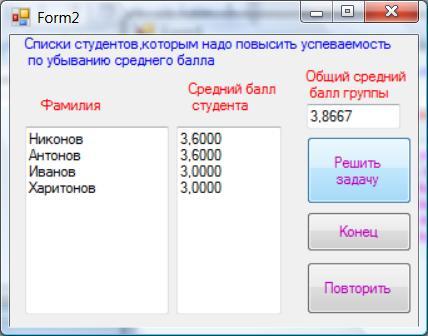 Form2
Списки студентов,которым надо повысить успеваемость
по убыванию среднего балла
Фамилия
Средний балл
студента
Общий средний
балл группы
3,8667
Никонов
3,6000
Антонов
3,6000
Иванов
3,0000
Харитонов
3,0000
Решить
задачу
Конец
Повторить